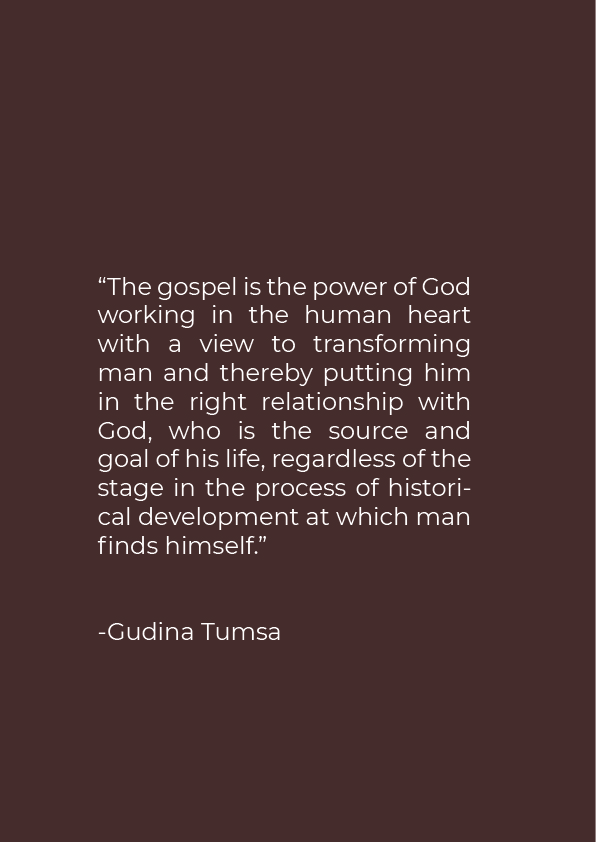 “The gospel is the power of God
working in the human heart
with a view to transforming
man and thereby putting him
in the right relationship with
God, who is the source and
goal of his life, regardless of the
stage in the process of histori-
cal development at which man
finds himself.”
-Gudina Tumsa